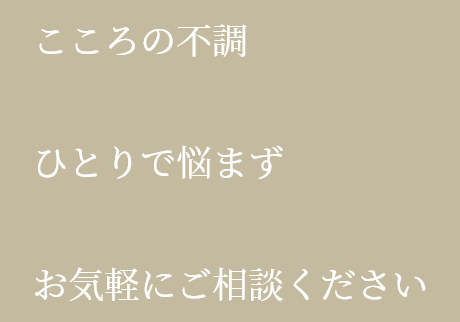 こころの不調
ひとりで悩まず
お気軽にご相談ください